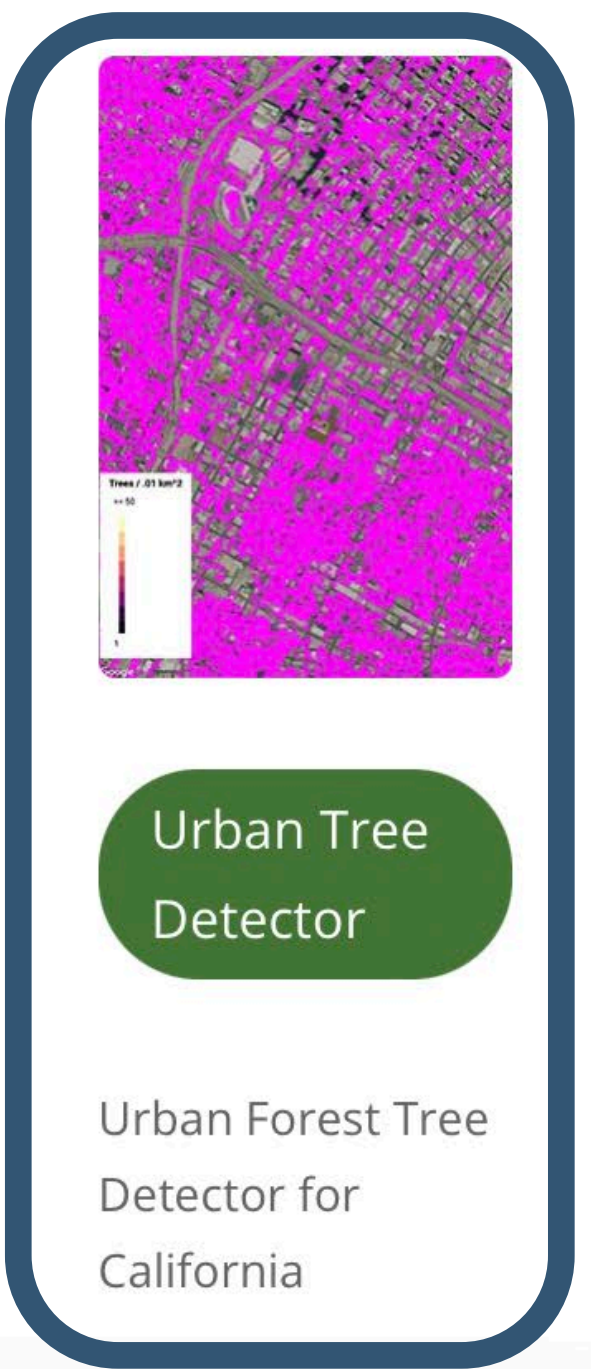 Trees / .01 km^2
>= 50
1
Google
Urban Tree
Detector
Urban Forest Tree
Detector for
California